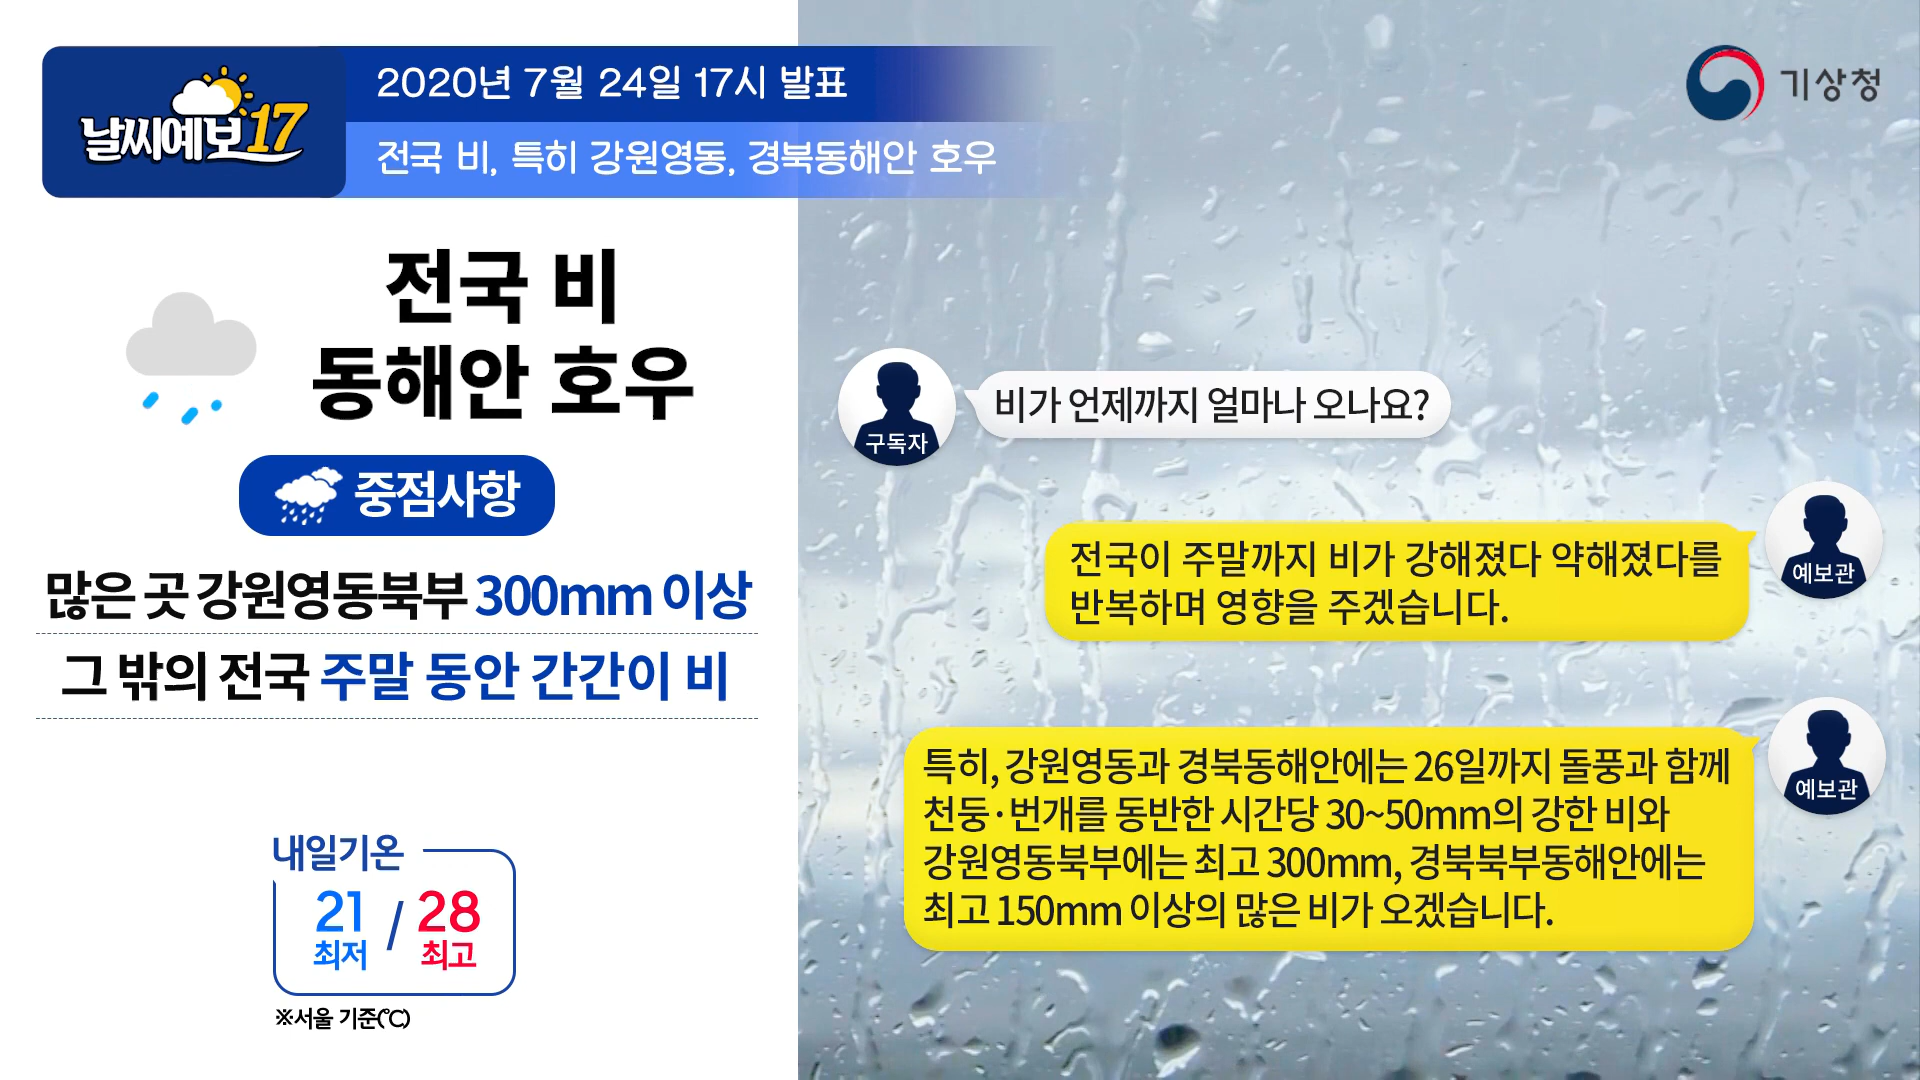 날씨예보17
2020년 7월 24일 17시 발표
전국 비, 특히 강원영동, 경북동해안 호우
기상청
전국 비
동해안 호우
중점사항
많은 곳 강원영동북부 300mm 이상
그 밖의 전국 주말 동안 간간이 비
내일기온
21 / 28
최저 최고
※서울 기준(℃)
구독자
비가 언제까지 얼마나 오나요?
예보관
전국이 주말까지 비가 강해졌다 약해졌다를
반복하며 영향을 주겠습니다.
예보관
특히, 강원영동과 경북동해안에는 26일까지 돌풍과 함께
천둥·번개를 동반한 시간당 30~50mm의 강한 비와
강원영동북부에는 최고 300mm, 경북북부동해안에는
최고 150mm 이상의 많은 비가 오겠습니다.